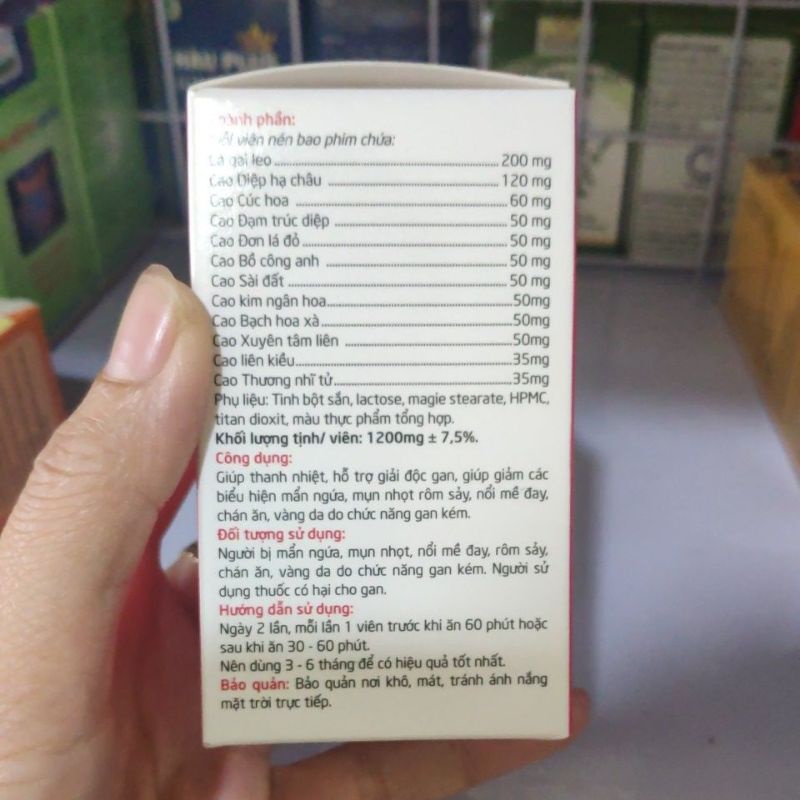 HÀU PLUS
hành phần:
ỗi viên nén bao phim chứa:
Cà gai leo 200 mg
Cao Diệp hạ châu 120 mg
Cao Cúc hoa 60 mg
Cao Đạm trúc diệp 50 mg
Cao Đơn lá đỏ 50 mg
Cao Bồ công anh 50 mg
Cao Sài đất 50 mg
Cao kim ngân hoa 50mg
Cao Bạch hoa xà 50mg
Cao Xuyên tâm liên 50mg
Cao liên kiều 35mg
Cao Thương nhĩ tử 35mg
Phụ liệu: Tinh bột sắn, lactose, magie stearate, HPMC,
titan dioxit, màu thực phẩm tổng hợp.
Khối lượng tịnh/ viên: 1200mg ± 7,5%.
Công dụng:
Giúp thanh nhiệt, hỗ trợ giải độc gan, giúp giảm các
biểu hiện mẩn ngứa, mụn nhọt rôm sảy, nổi mề đay,
chán ăn, vàng da do chức năng gan kém.
Đối tượng sử dụng:
Người bị mẩn ngứa, mụn nhọt, nổi mề đay, rôm sảy,
chán ăn, vàng da do chức năng gan kém. Người sử
dụng thuốc có hại cho gan.
Hướng dẫn sử dụng:
Ngày 2 lần, mỗi lần 1 viên trước khi ăn 60 phút hoặc
sau khi ăn 30 - 60 phút.
Nên dùng 3 - 6 tháng để có hiệu quả tốt nhất.
Bảo quản: Bảo quản nơi khô, mát, tránh ánh nắng
mặt trời trực tiếp.